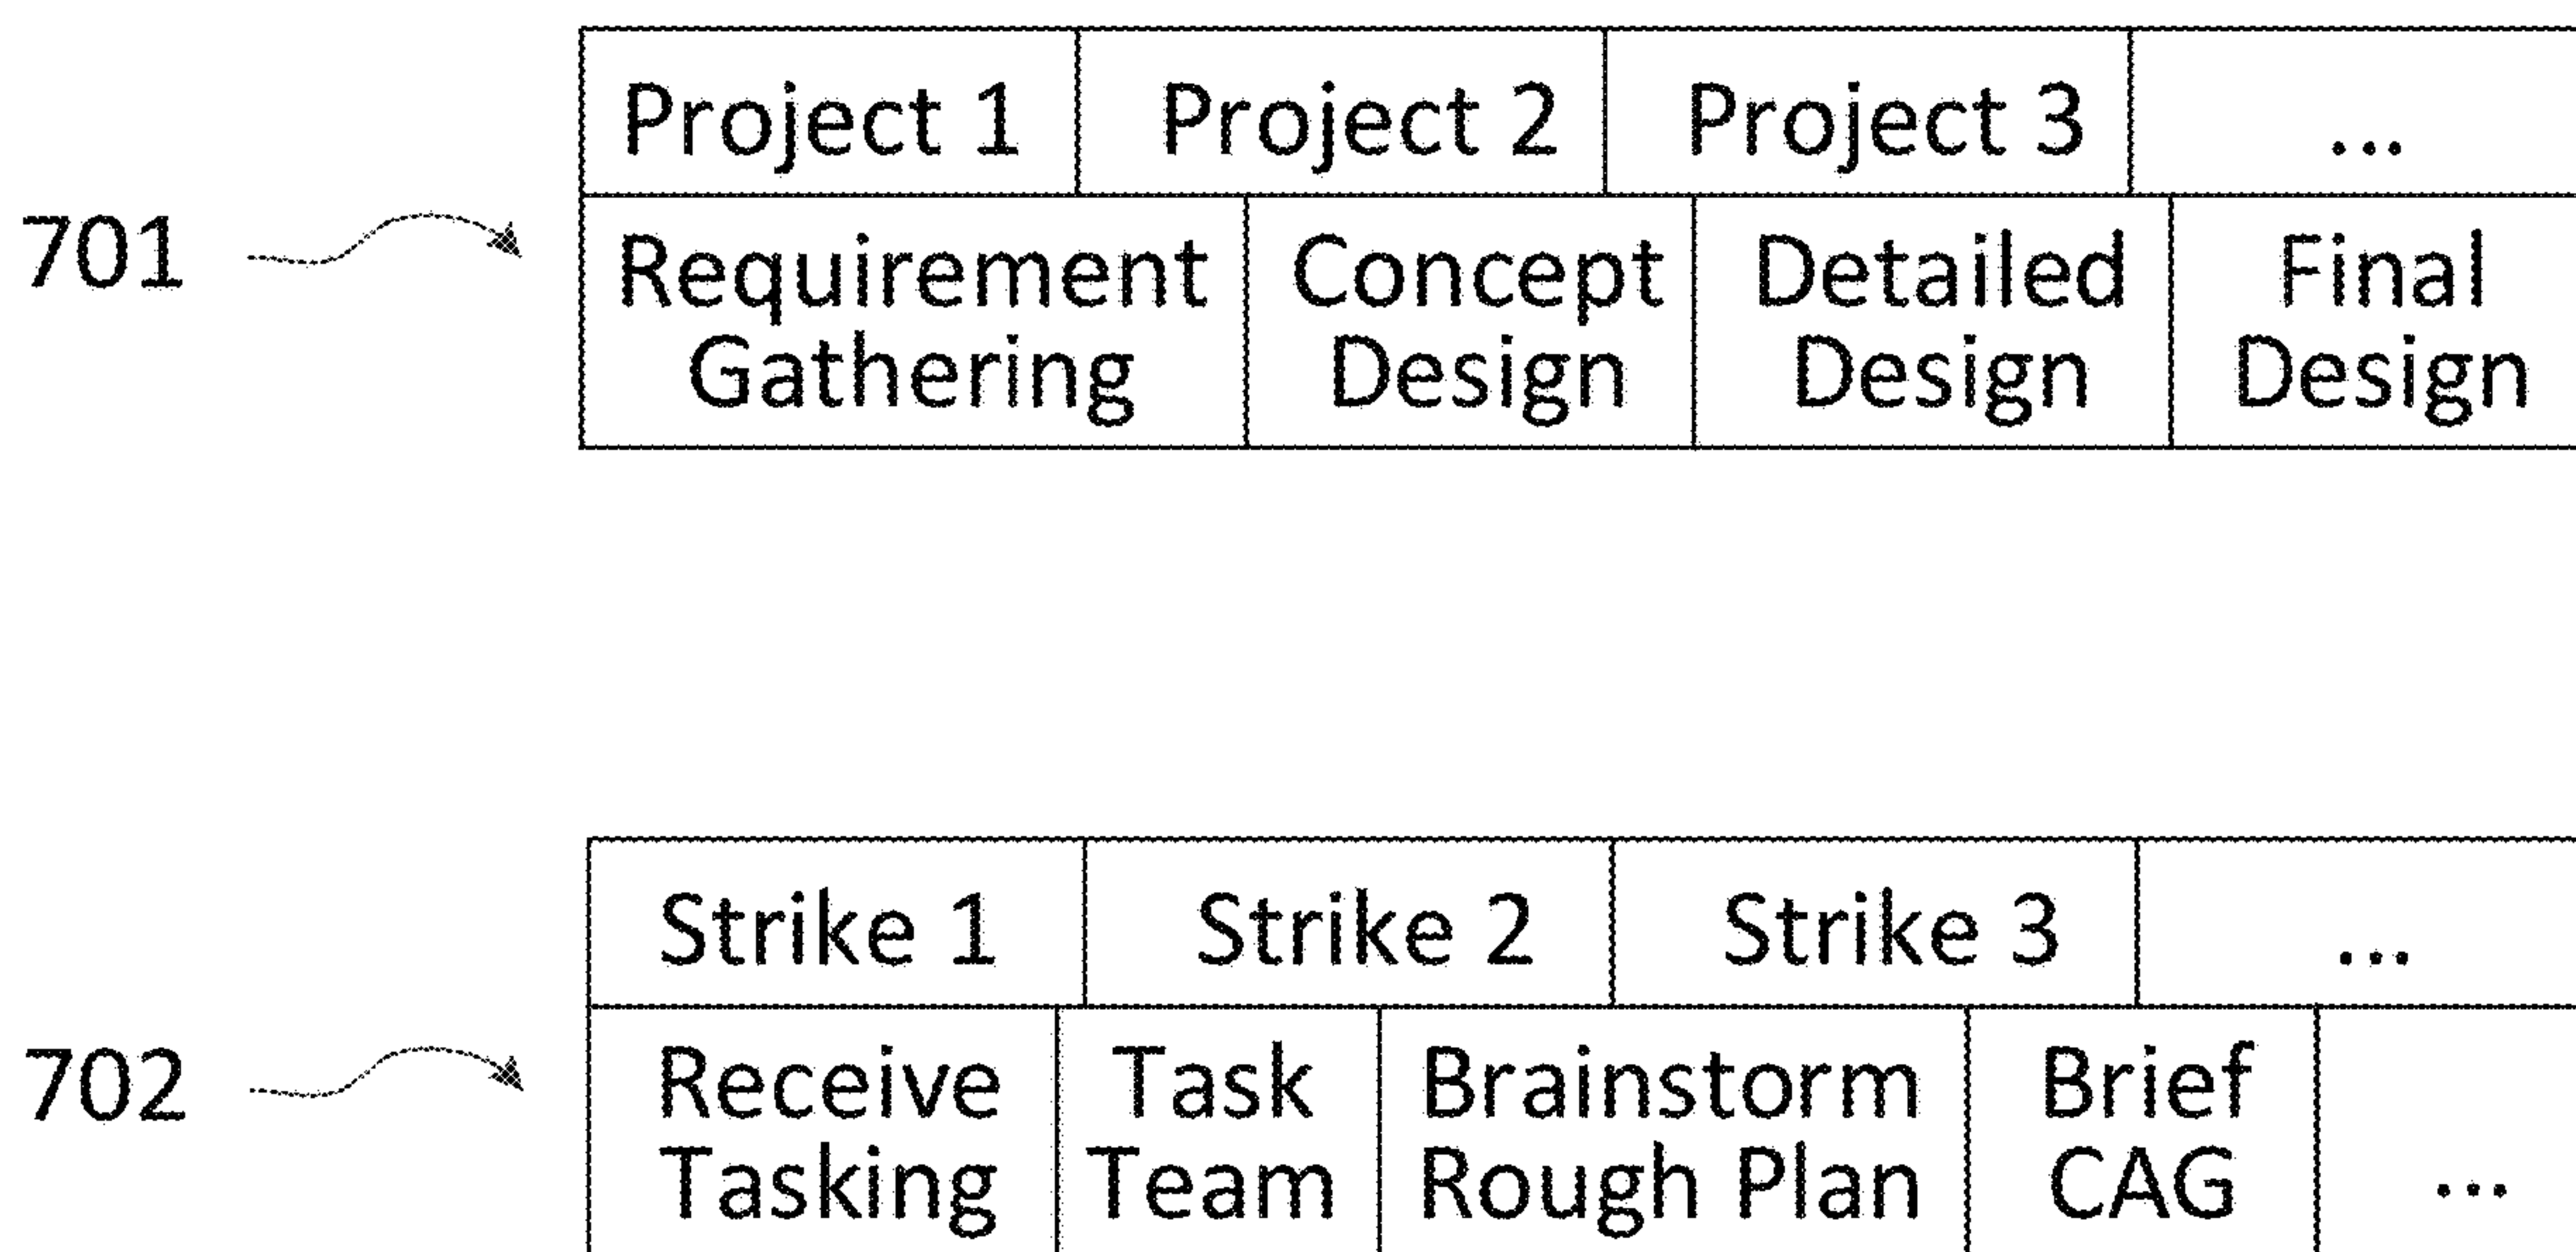 Project 1 Project 2 Project 3 ...
701
Requirement Concept Detailed Final
Gathering Design Design Design
Strike 1 Strike 2 Strike 3 ...
702
Receive Task Brainstorm Brief
Tasking Team Rough Plan CAG ...